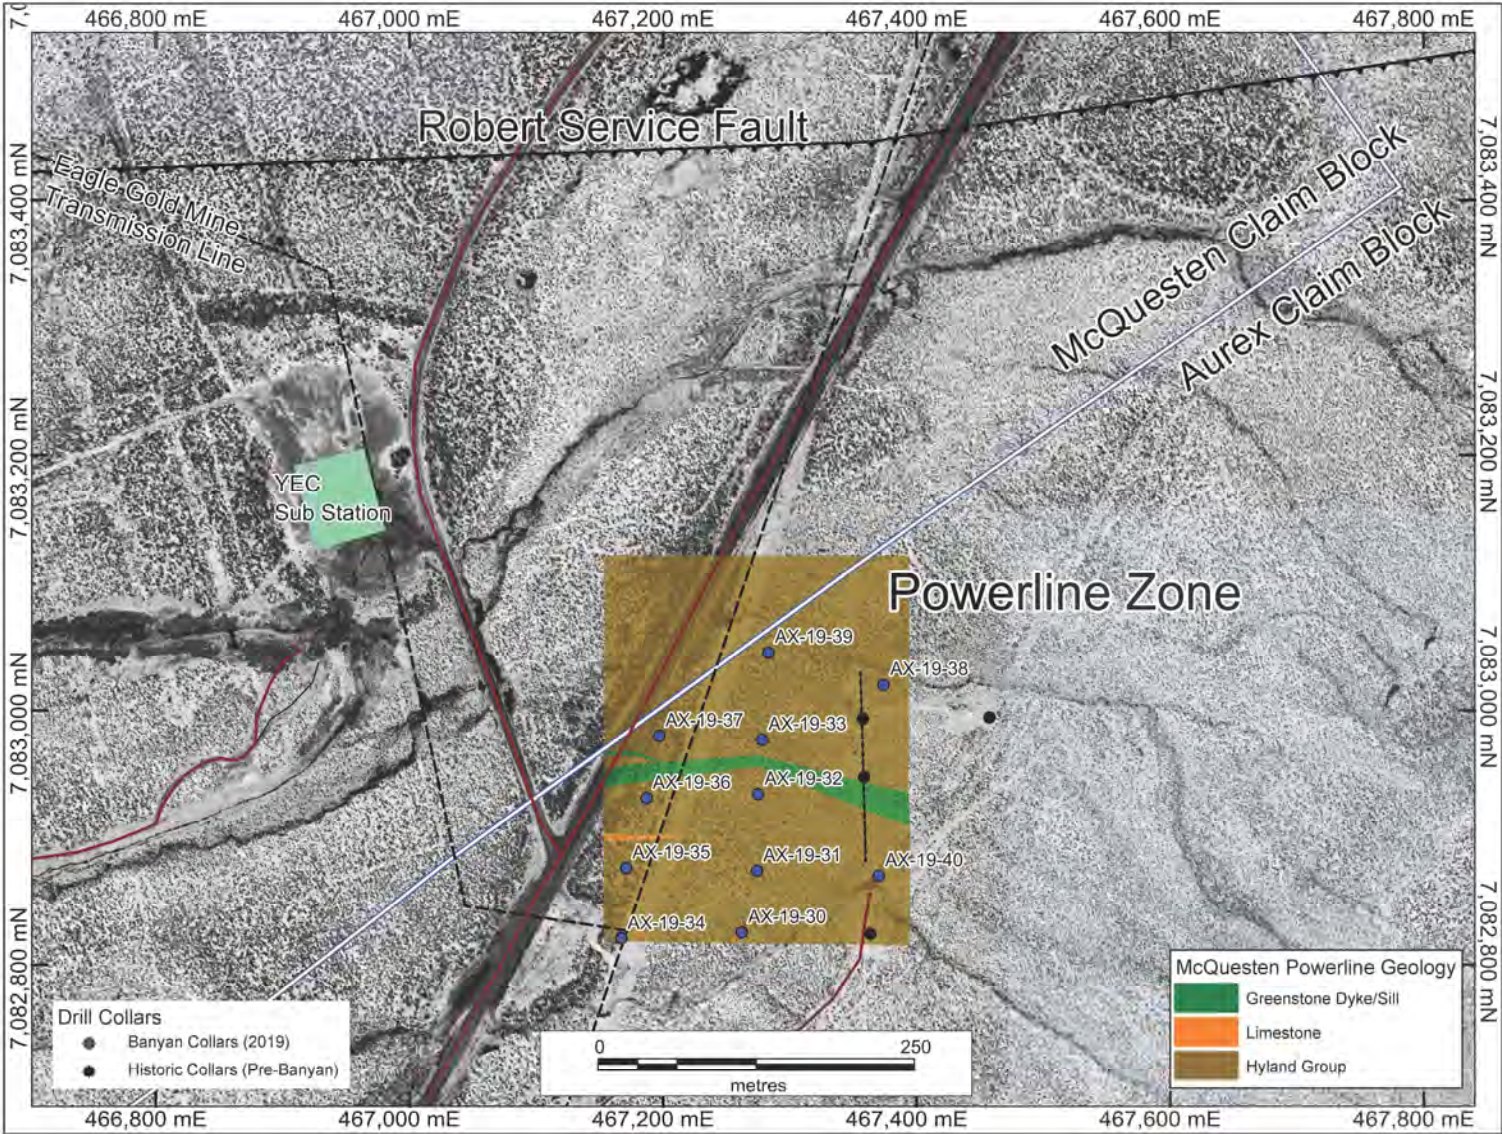 7,0
466,800 mE
467,000 mE
467,200 mE
467,400 mE
467,600 mE
467,800 mE
Robert Service Fault
7,083,400 mN
7,083,400 mN
Eagle Gold Mine
Transmission Line
McQuesten Claim Block
Aurex Claim Block
7,083,200 mN
7,083,200 mN
YEC
Sub Station
Powerline Zone
AX-19-39
AX-19-38
7,083,000 mN
7,083,000 mN
AX-19-37
AX-19-33
AX-19-36
AX-19-32
AX-19-35
AX-19-31
AX-19-40
AX-19-34
AX-19-30
7,082,800 mN
7,082,800 mN
Drill Collars
Banyan Collars (2019)
Historic Collars (Pre-Banyan)
0
250
metres
McQuesten Powerline Geology
Greenstone Dyke/Sill
Limestone
Hyland Group
466,800 mE
467,000 mE
467,200 mE
467,400 mE
467,600 mE
467,800 mE